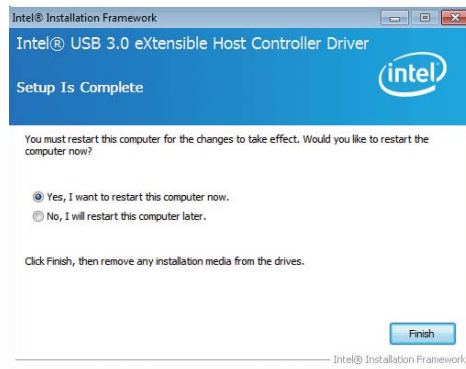 Intel® Installation Framework
Intel® USB 3.0 eXtensible Host Controller Driver
intel
Setup Is Complete
You must restart this computer for the changes to take effect. Would you like to restart the
computer now?
Yes, I want to restart this computer now.
No, I will restart this computer later.
Click Finish, then remove any installation media from the drives.
Finish
Intel® Installation Framework